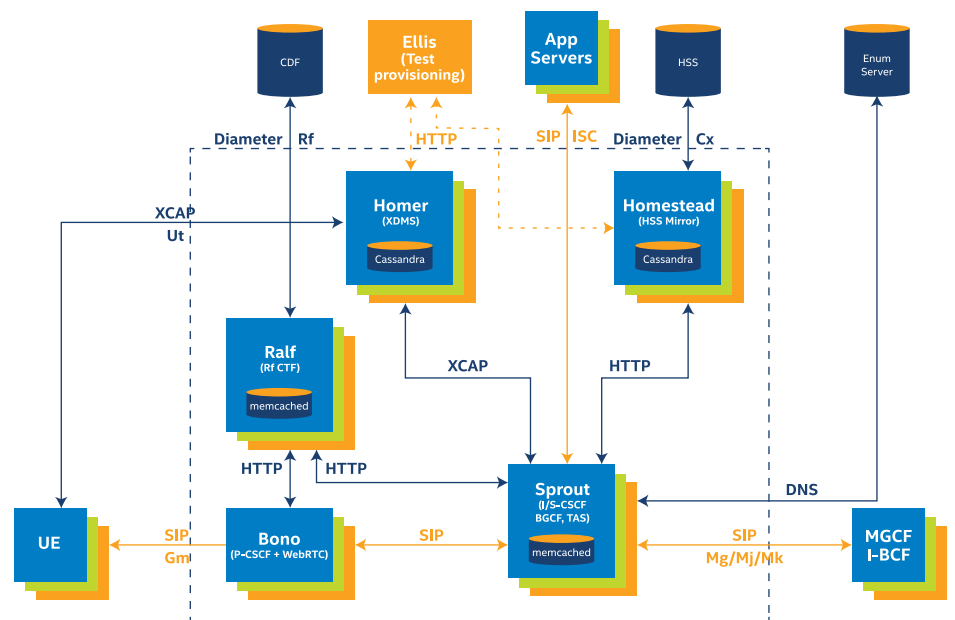 CDF
Ellis
(Test
provisioning)
App
Servers
HSS
Enum
Server
Diameter
Rf
HTTP
SIP
ISC
Diameter
Cx
Homer
(XDMS)
Cassandra
Homestead
(HSS Mirror)
Cassandra
XCAP
Ut
Ralf
(Rf CTF)
memcached
XCAP
HTTP
HTTP
HTTP
Sprout
(I/S-CSCF
BGCF, TAS)
memcached
DNS
UE
SIP
Gm
Bono
(P-CSCF + WebRTC)
SIP
SIP
Mg/Mj/Mk
MGCF
I-BCF